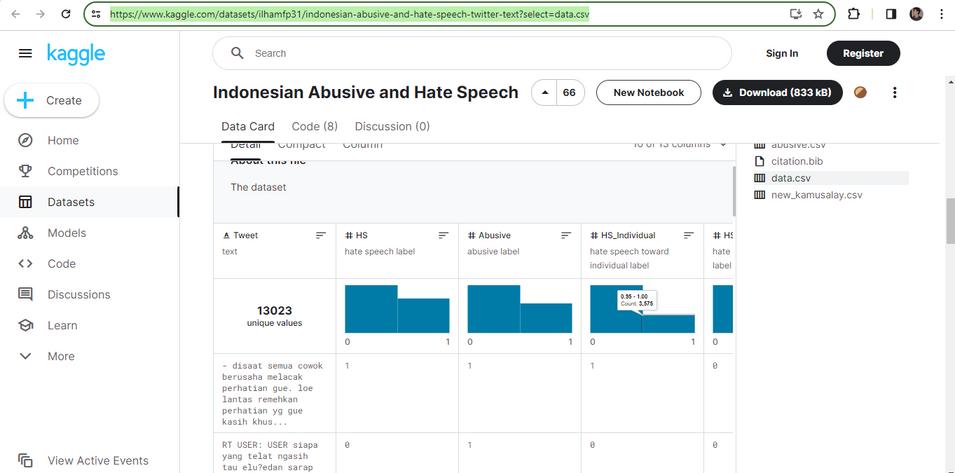 https://www.kaggle.com/datasets/ilhamfp31/indonesian-abusive-and-hate-speech-twitter-text?select=data.csv
kaggle
Search
Sign In
Register
Create
Home
Competitions
Datasets
Models
Code
Discussions
Learn
More
View Active Events
Indonesian Abusive and Hate Speech
66
New Notebook
Download (833 kB)
Data Card
Code (8)
Discussion (0)
Detail
Compact
Column
10 of 13 columns
About this file
The dataset
Tweet
text
# HS
hate speech label
# Abusive
abusive label
# HS_Individual
hate speech toward
individual label
# HS
hate
label
13023
unique values
0 1
0 1
0.95 - 1.00
Count: 3,575
0 1
0
- disaat semua cowok
berusaha melacak
perhatian gue. loe
lantas remehkan
perhatian yg gue
kasih khus...
1
1
1
0
RT USER: USER siapa
yang telat ngasih
tau elu?edan sarap
0
1
0
0
abusive.csv
citation.bib
data.csv
new_kamusalay.csv